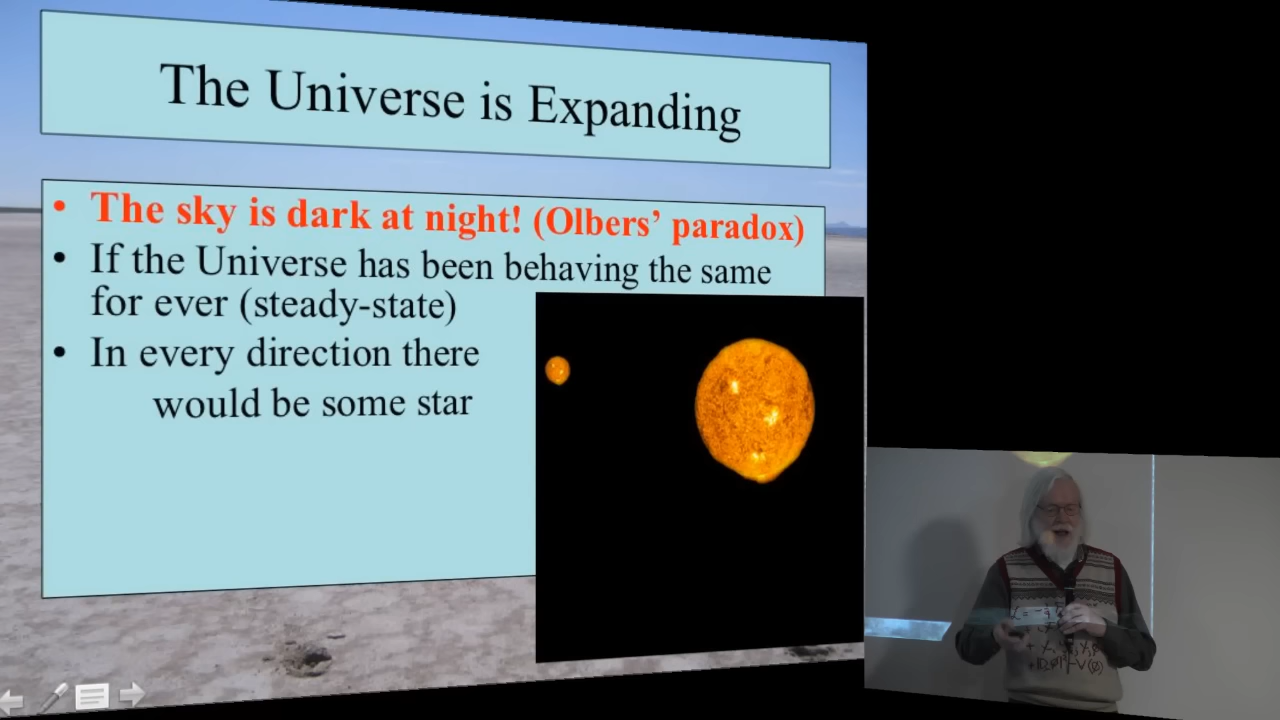 The Universe is Expanding
• The sky is dark at night! (Olbers’ paradox)
• If the Universe has been behaving the same
for ever (steady-state)
• In every direction there
would be some star